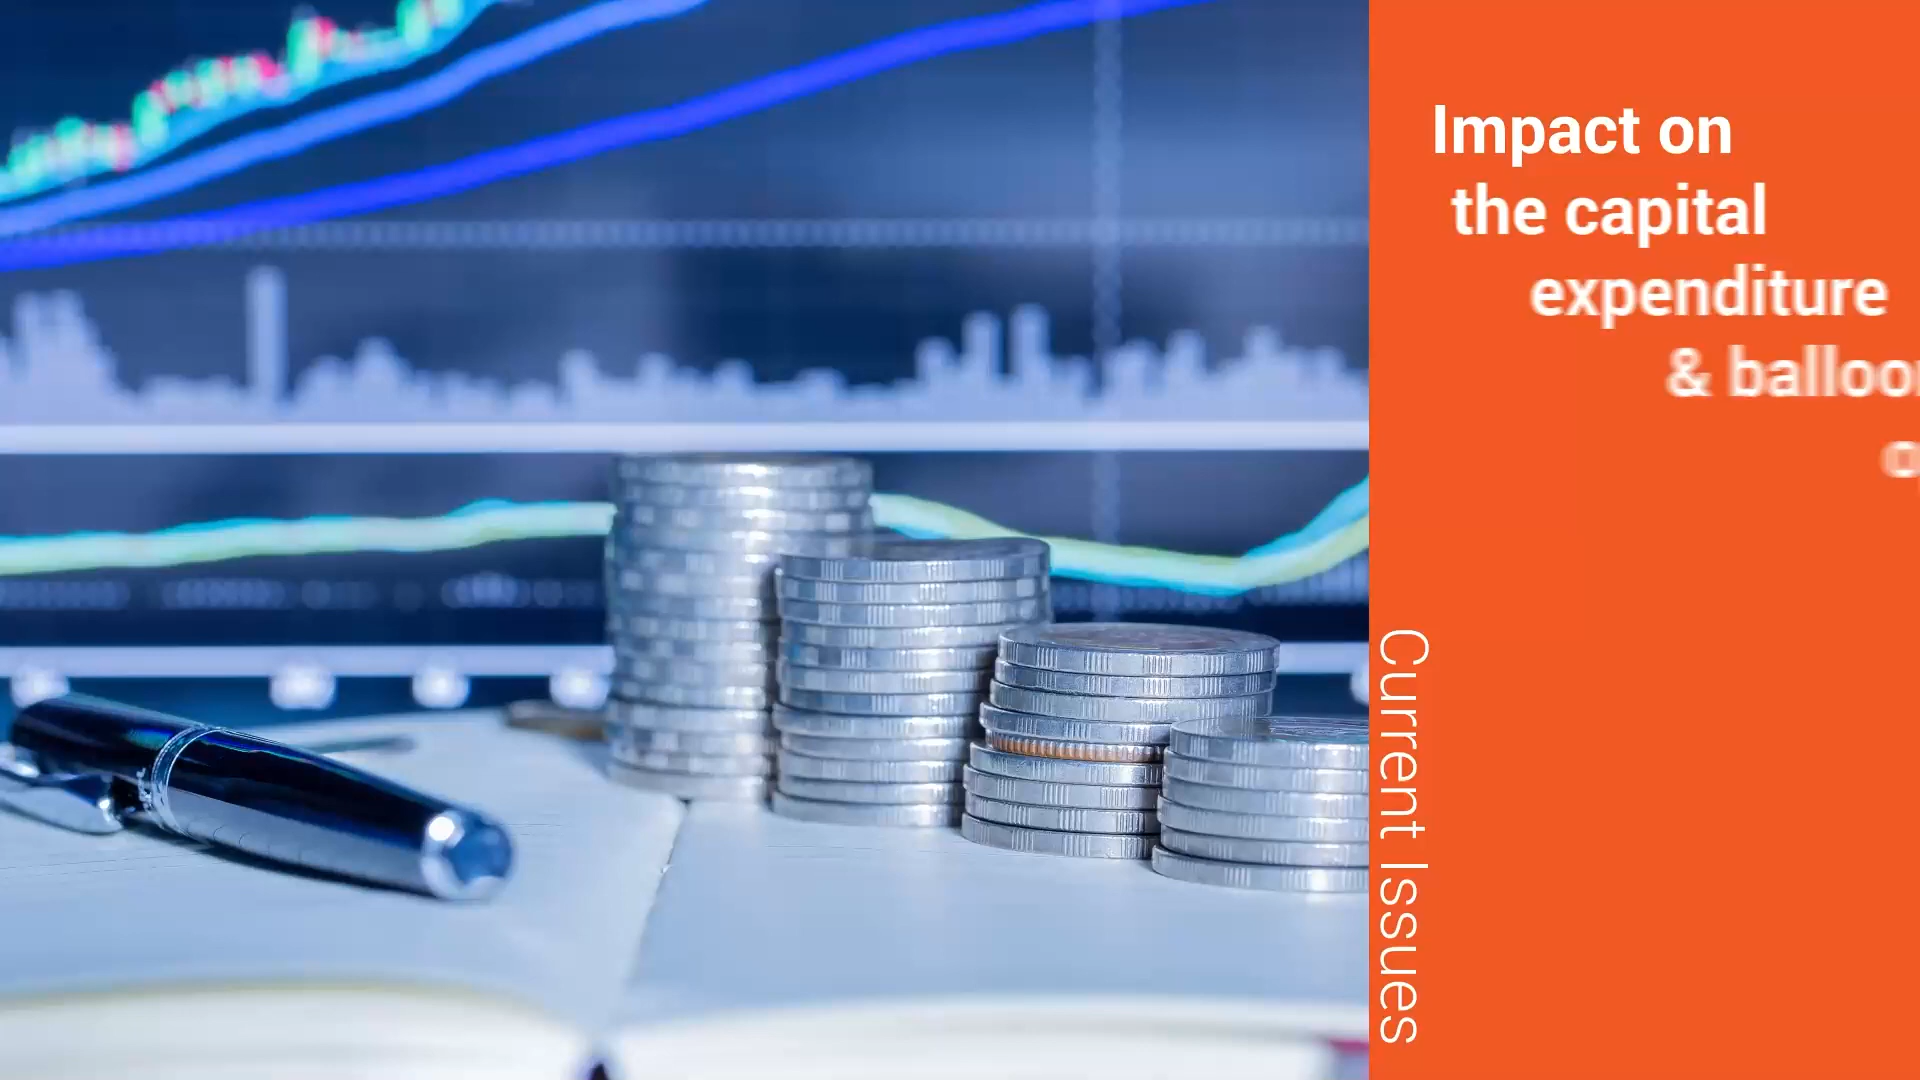 Impact on
the capital
expenditure
&
Current Issues